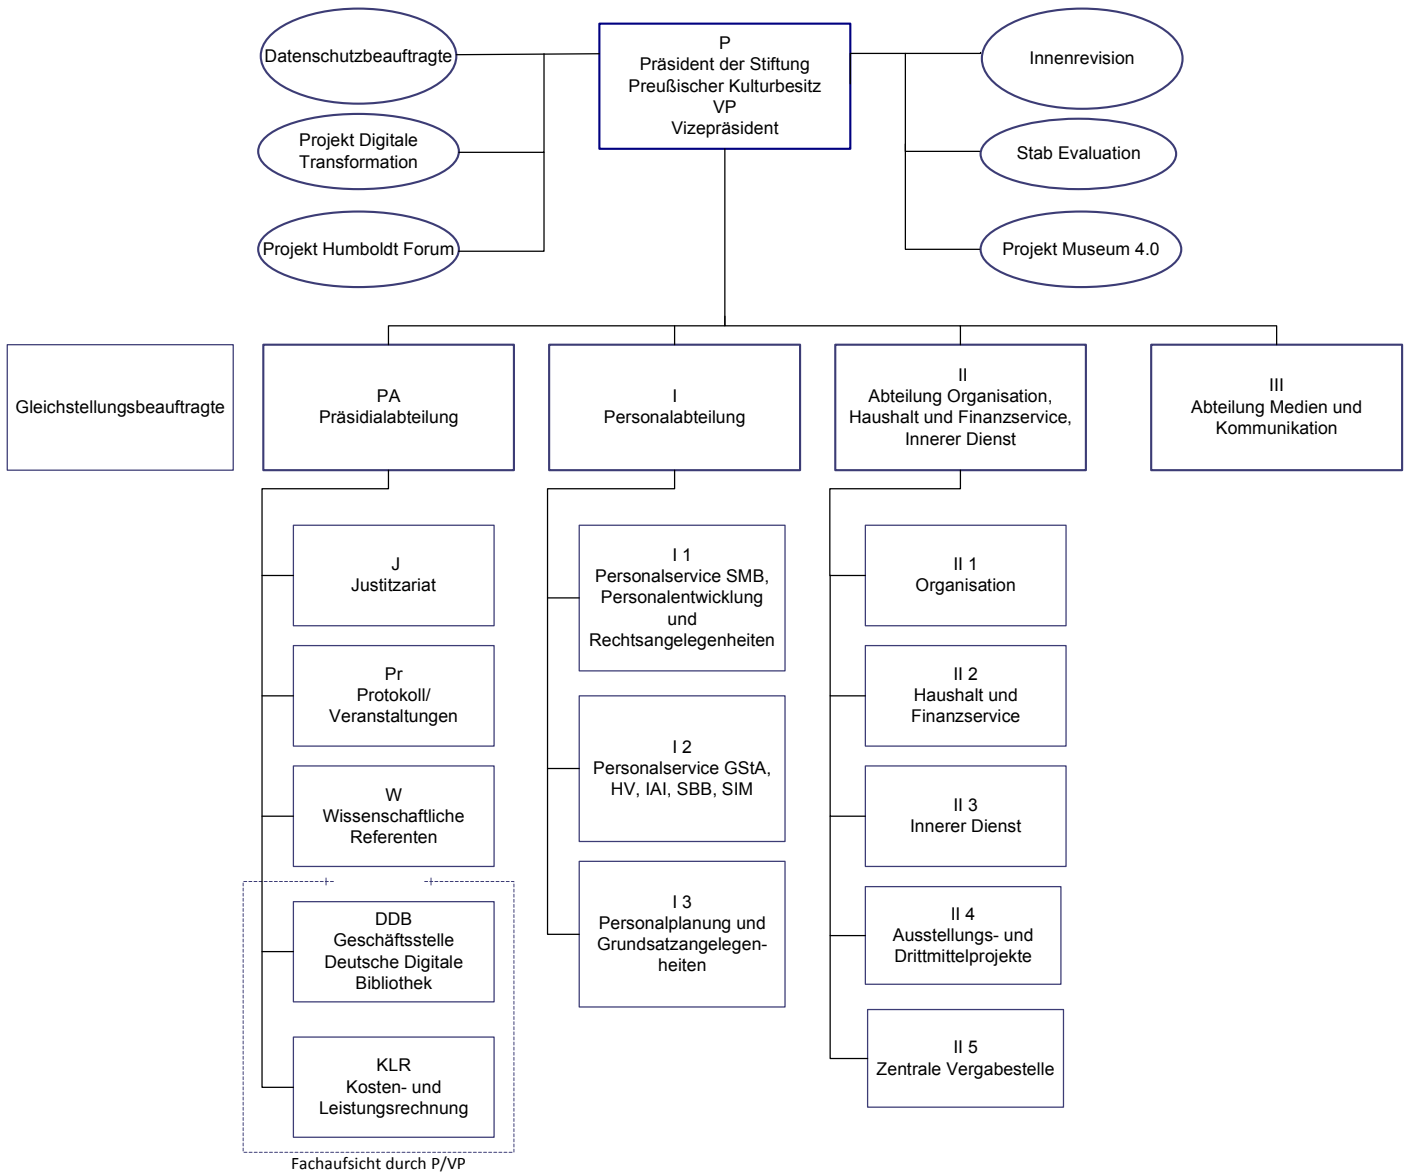 Datenschutzbeauftragte
P
Präsident der Stiftung
Preußischer Kulturbesitz
VP
Vizepräsident
Innenrevision
Projekt Digitale
Transformation
Stab Evaluation
Projekt Humboldt Forum
Projekt Museum 4.0
Gleichstellungsbeauftragte
PA
Präsidialabteilung
I
Personalabteilung
II
Abteilung Organisation,
Haushalt und Finanzservice,
Innerer Dienst
III
Abteilung Medien und
Kommunikation
J
Justitzariat
Pr
Protokoll/
Veranstaltungen
W
Wissenschaftliche
Referenten
DDB
Geschäftsstelle
Deutsche Digitale
Bibliothek
KLR
Kosten- und
Leistungsrechnung
Fachaufsicht durch P/VP
I 1
Personalservice SMB,
Personalentwicklung
und
Rechtsangelegenheiten
I 2
Personalservice GStA,
HV, IAI, SBB, SIM
I 3
Personalplanung und
Grundsatzangelegen-
heiten
II 1
Organisation
II 2
Haushalt und
Finanzservice
II 3
Innerer Dienst
II 4
Ausstellungs- und
Drittmittelprojekte
II 5
Zentrale Vergabestelle